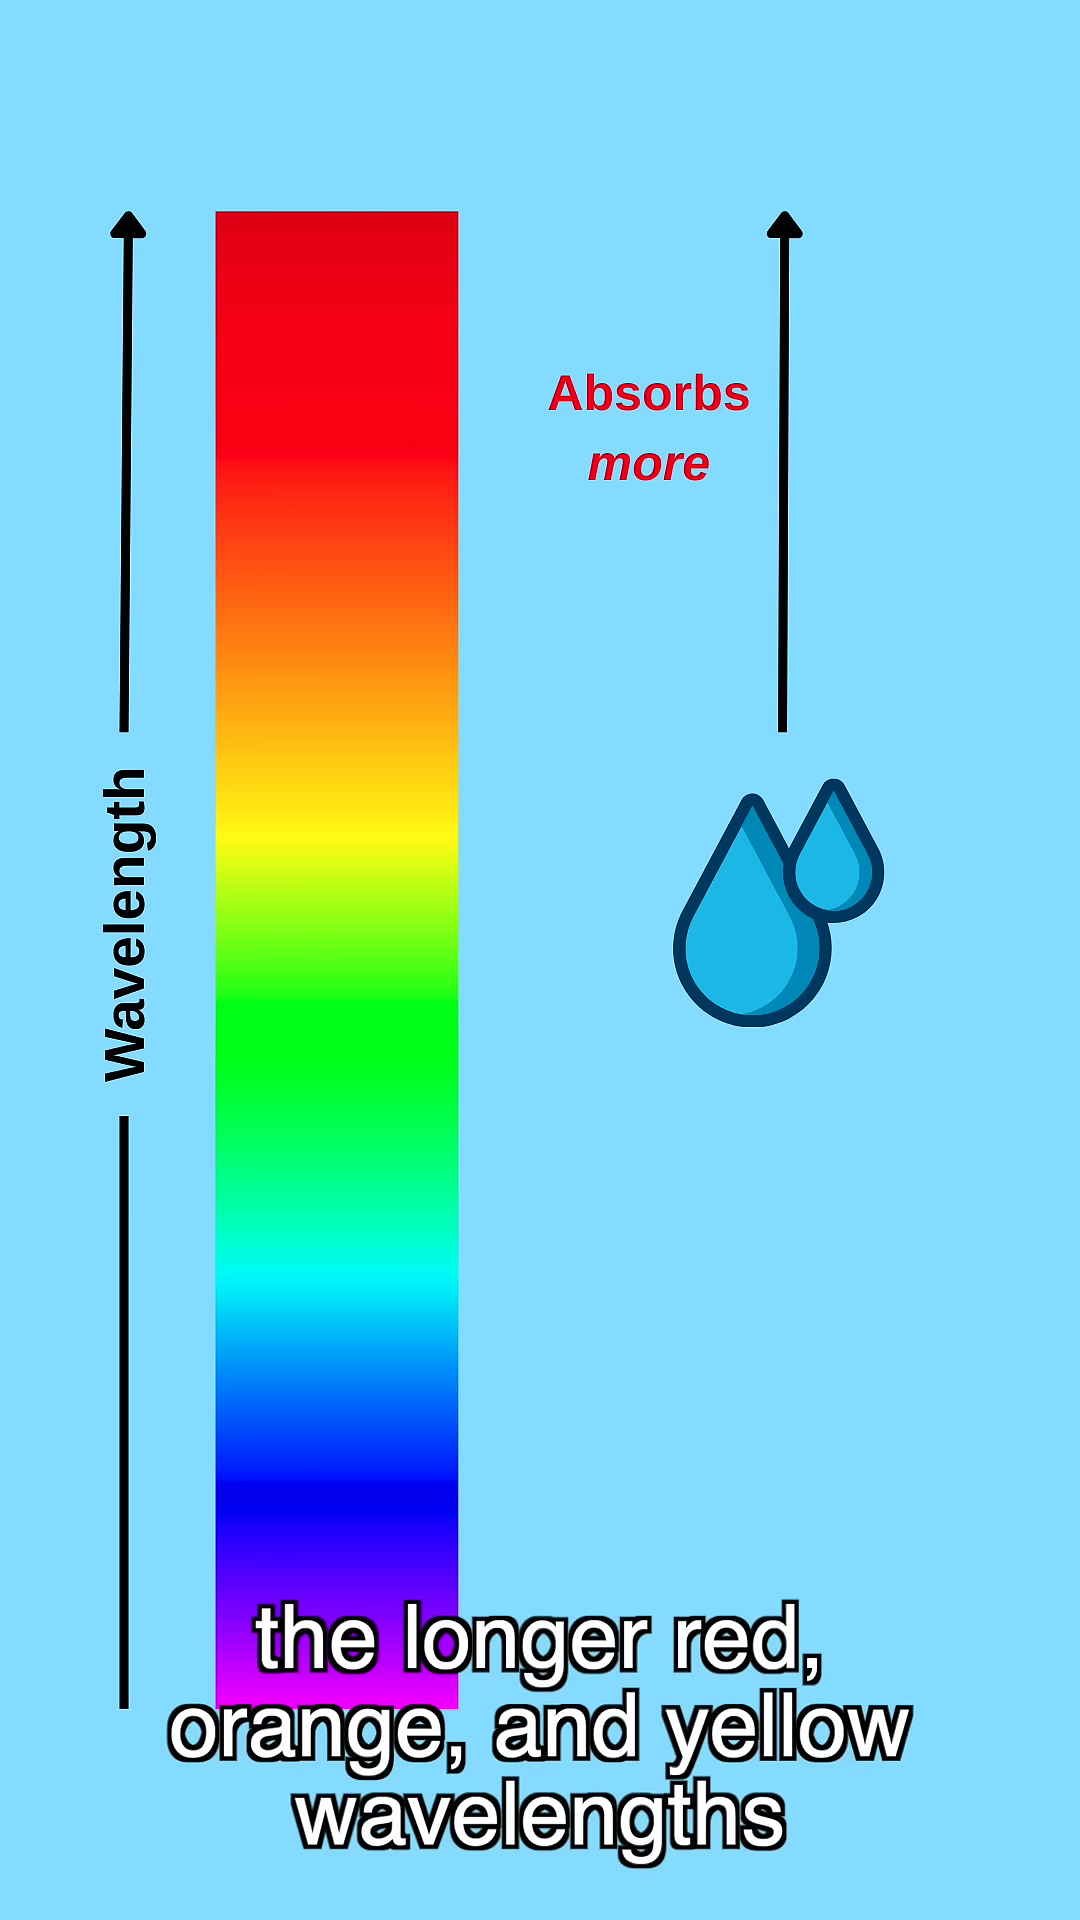 Absorbs
more
Wavelength
the longer red,
orange, and yellow
wavelengths